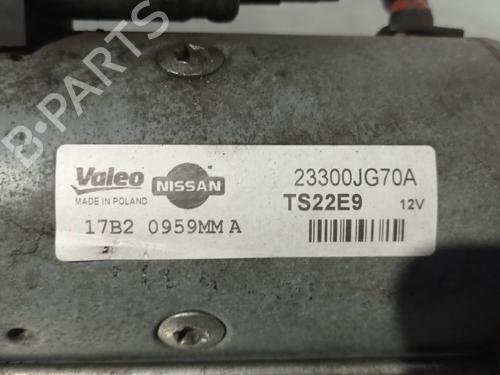 B-PARTS
Valeo
MADE IN POLAND
NISSAN
23300JG70A
TS22E9
12V
17B2 0959MM A